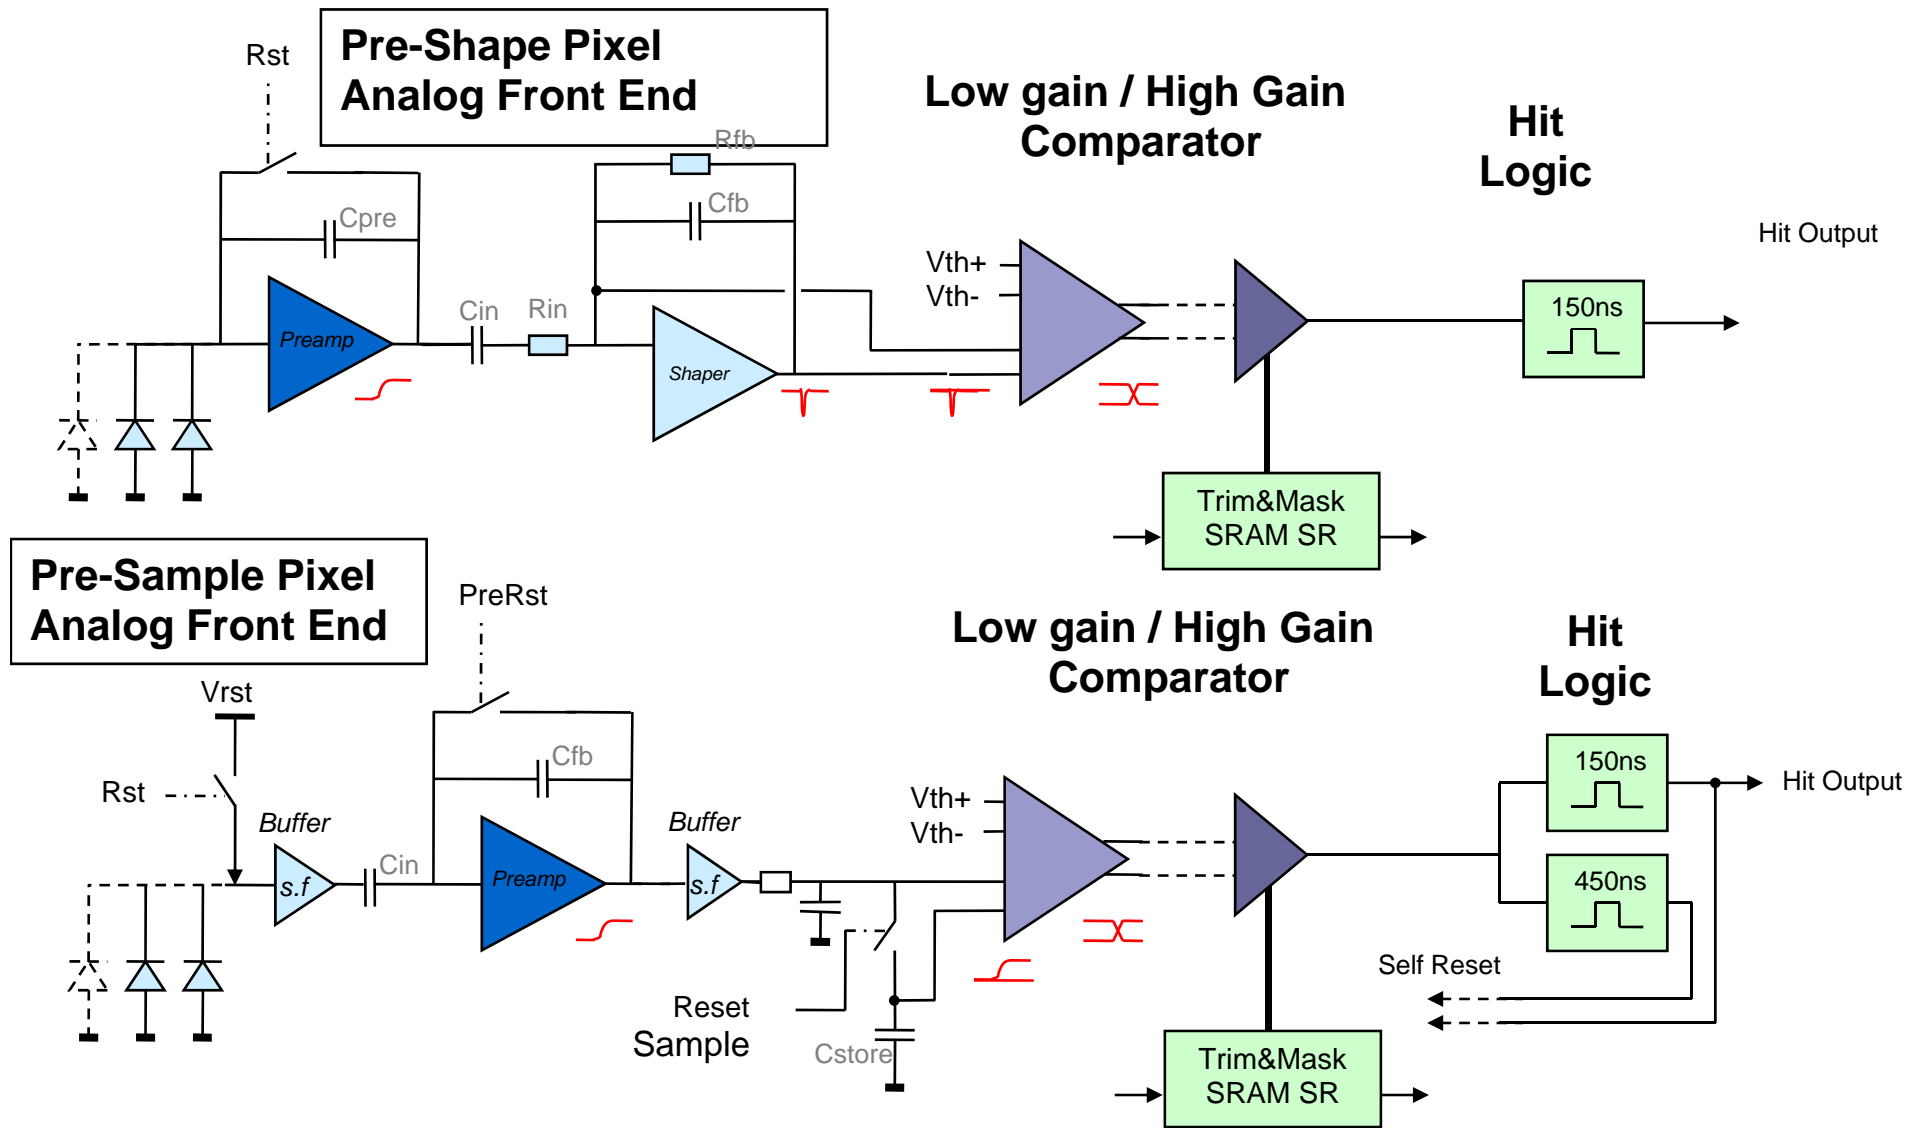 Pre-Shape Pixel
Analog Front End
Rst
Low gain / High Gain
Comparator
Hit
Logic
Rfb
Cfb
Cpre
Hit Output
Vth+
Vth-
Cin
Rin
150ns
Preamp
Shaper
Trim&Mask
SRAM SR
Pre-Sample Pixel
Analog Front End
PreRst
Low gain / High Gain
Comparator
Hit
Logic
Vrst
Cfb
150ns
Rst
Hit Output
Vth+
Vth-
Buffer
Buffer
Cin
s.f
Preamp
s.f
450ns
Self Reset
Reset
Sample
Cstore
Trim&Mask
SRAM SR